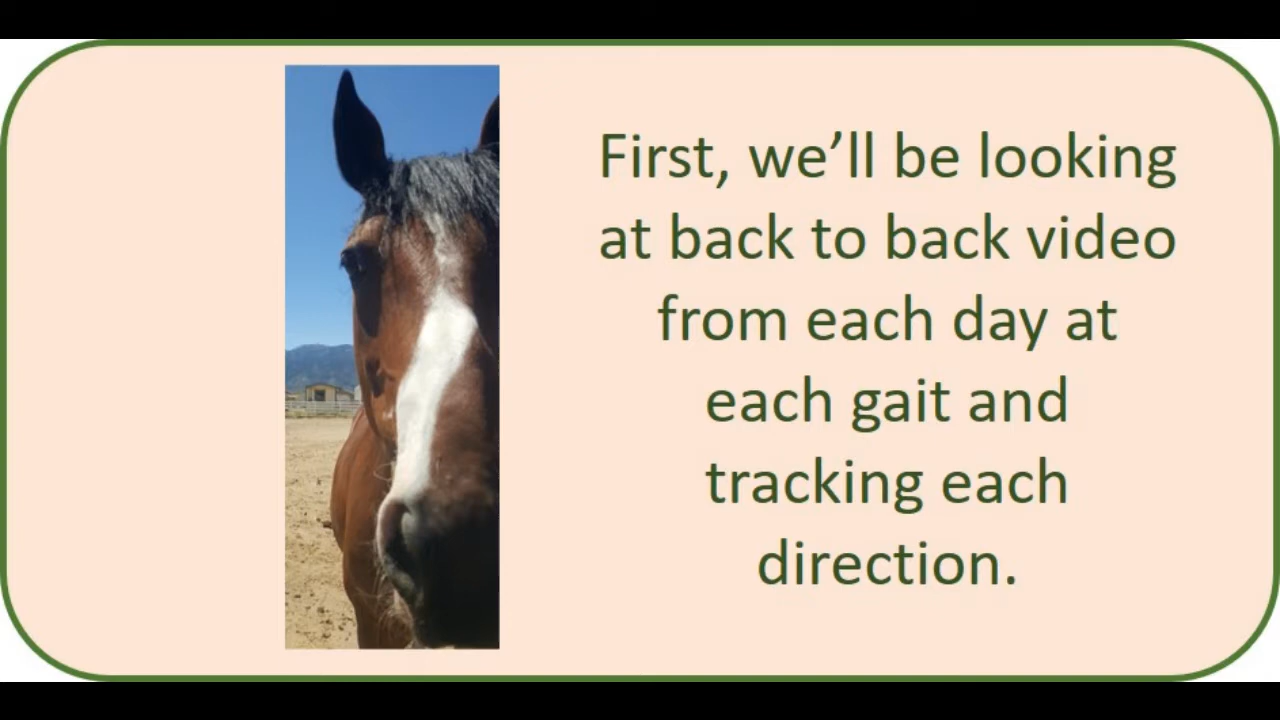 First, we’ll be looking
at back to back video
from each day at
each gait and
tracking each
direction.